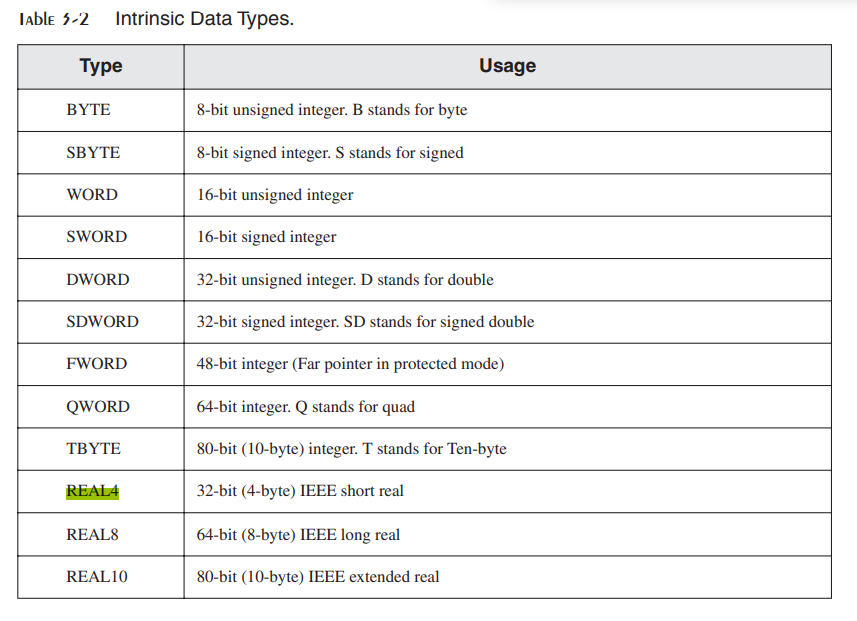 TABLE 3-2 Intrinsic Data Types.
Type Usage
BYTE 8-bit unsigned integer. B stands for byte
SBYTE 8-bit signed integer. S stands for signed
WORD 16-bit unsigned integer
SWORD 16-bit signed integer
DWORD 32-bit unsigned integer. D stands for double
SDWORD 32-bit signed integer. SD stands for signed double
FWORD 48-bit integer (Far pointer in protected mode)
QWORD 64-bit integer. Q stands for quad
TBYTE 80-bit (10-byte) integer. T stands for Ten-byte
REAL4 32-bit (4-byte) IEEE short real
REAL8 64-bit (8-byte) IEEE long real
REAL10 80-bit (10-byte) IEEE extended real